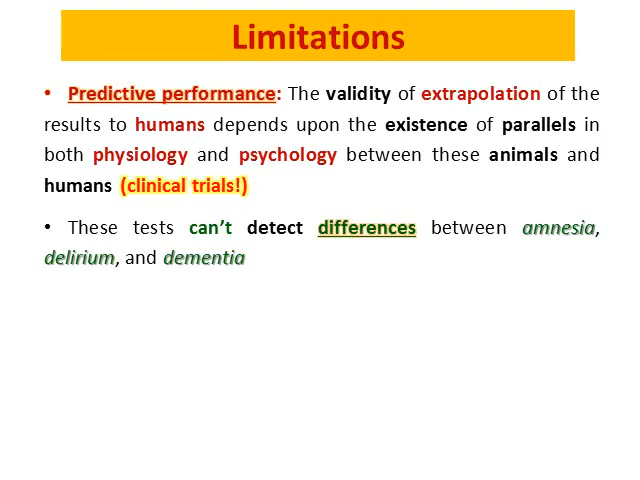 Limitations
• Predictive performance: The validity of extrapolation of the
results to humans depends upon the existence of parallels in
both physiology and psychology between these animals and
humans (clinical trials!)
• These tests can’t detect differences between amnesia,
delirium, and dementia